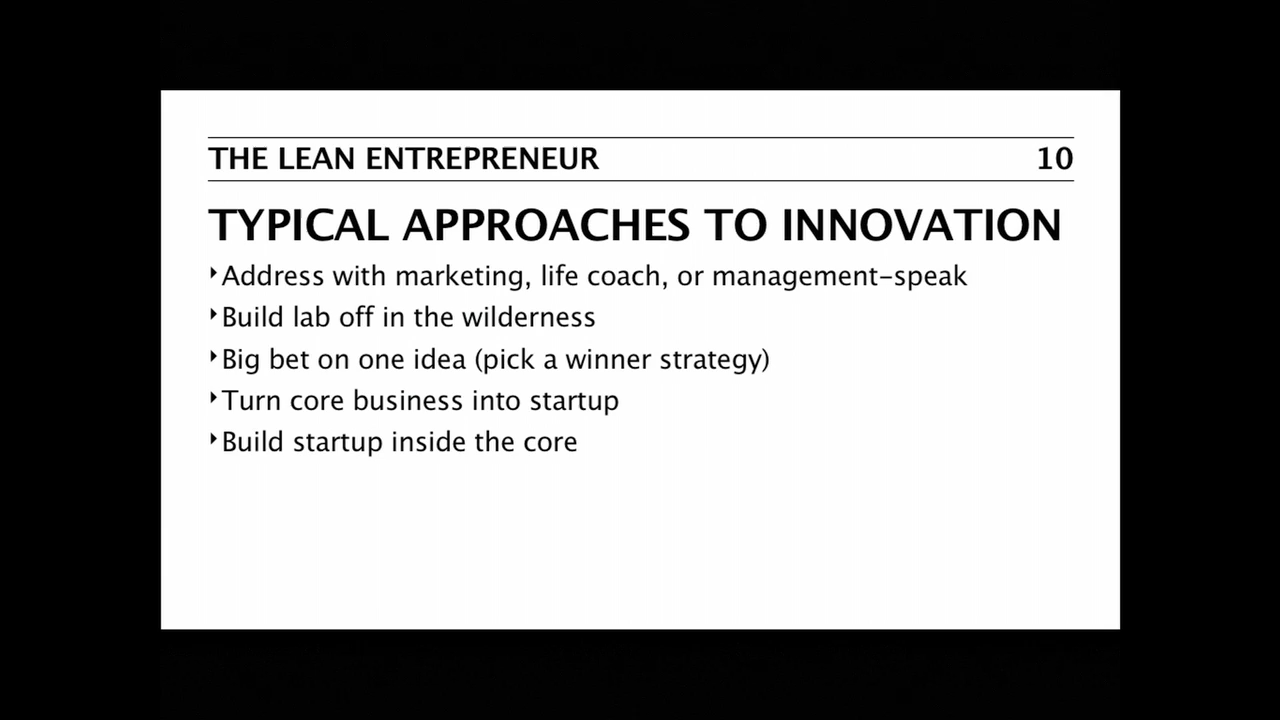 THE LEAN ENTREPRENEUR 10
TYPICAL APPROACHES TO INNOVATION
‣Address with marketing, life coach, or management-speak
‣Build lab off in the wilderness
‣Big bet on one idea (pick a winner strategy)
‣Turn core business into startup
‣Build startup inside the core